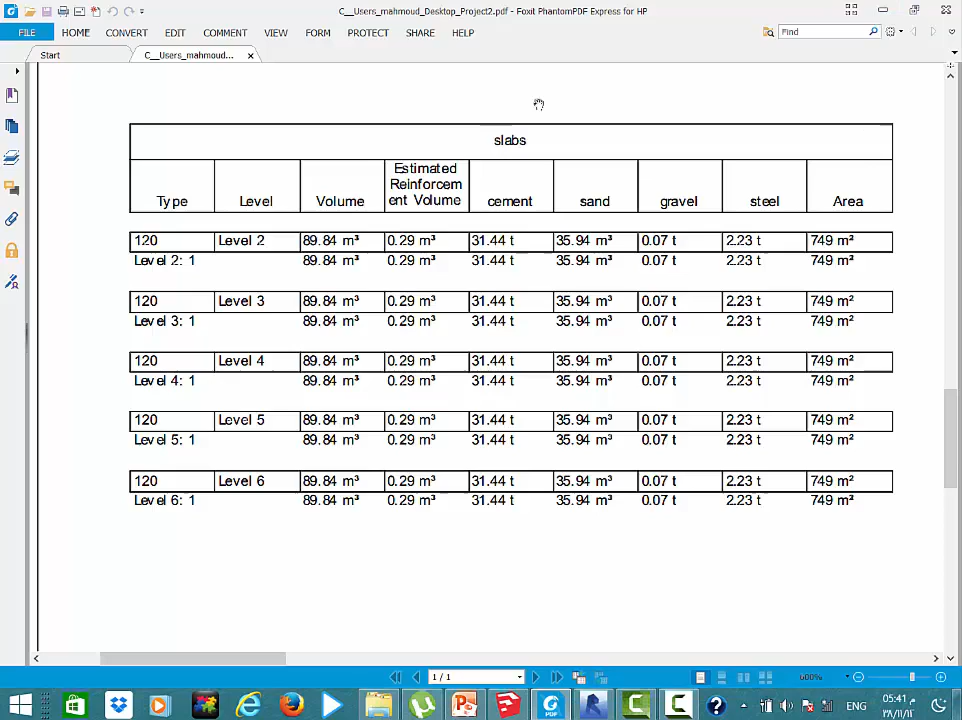 C__Users_mahmoud_Desktop_Project2.pdf - Foxit PhantomPDF Express for HP
FILE HOME CONVERT EDIT COMMENT VIEW FORM PROTECT SHARE HELP Find
Start C__Users_mahmoud...
slabs
Type Level Volume Estimated Reinforcem ent Volume cement sand gravel steel Area
120 Level 2 89.84 m³ 0.29 m³ 31.44 t 35.94 m³ 0.07 t 2.23 t 749 m²
Level 2: 1 89.84 m³ 0.29 m³ 31.44 t 35.94 m³ 0.07 t 2.23 t 749 m²
120 Level 3 89.84 m³ 0.29 m³ 31.44 t 35.94 m³ 0.07 t 2.23 t 749 m²
Level 3: 1 89.84 m³ 0.29 m³ 31.44 t 35.94 m³ 0.07 t 2.23 t 749 m²
120 Level 4 89.84 m³ 0.29 m³ 31.44 t 35.94 m³ 0.07 t 2.23 t 749 m²
Level 4: 1 89.84 m³ 0.29 m³ 31.44 t 35.94 m³ 0.07 t 2.23 t 749 m²
120 Level 5 89.84 m³ 0.29 m³ 31.44 t 35.94 m³ 0.07 t 2.23 t 749 m²
Level 5: 1 89.84 m³ 0.29 m³ 31.44 t 35.94 m³ 0.07 t 2.23 t 749 m²
120 Level 6 89.84 m³ 0.29 m³ 31.44 t 35.94 m³ 0.07 t 2.23 t 749 m²
Level 6: 1 89.84 m³ 0.29 m³ 31.44 t 35.94 m³ 0.07 t 2.23 t 749 m²
1 / 1 600%
ENG 05:41 م